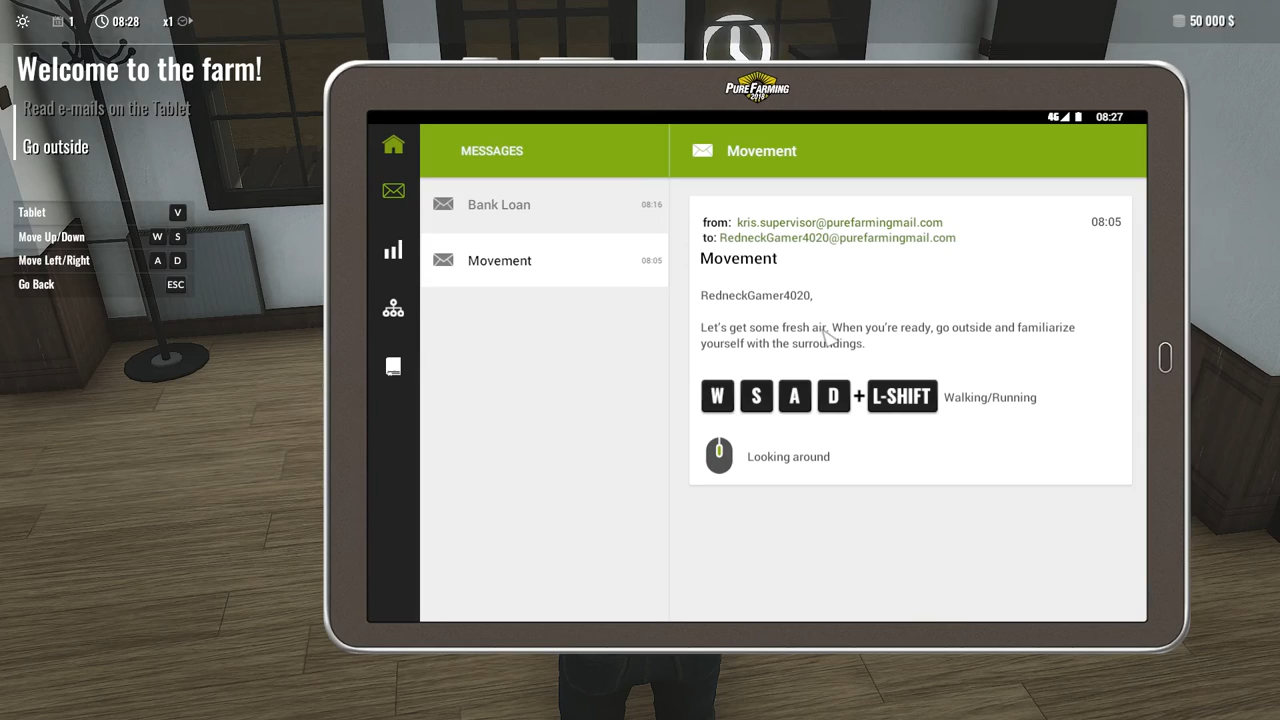 1 08:28 x1
50 000 $
Welcome to the farm!
Read e-mails on the Tablet
Go outside
Tablet V
Move Up/Down W S
Move Left/Right A D
Go Back ESC
PURE FARMING
2018
4G 08:27
MESSAGES
Movement
Bank Loan 08:16
Movement 08:05
from: kris.supervisor@purefarmingmail.com 08:05
to: RedneckGamer4020@purefarmingmail.com
Movement
RedneckGamer4020,
Let's get some fresh air. When you're ready, go outside and familiarize
yourself with the surroundings.
W S A D + L-SHIFT Walking/Running
Looking around